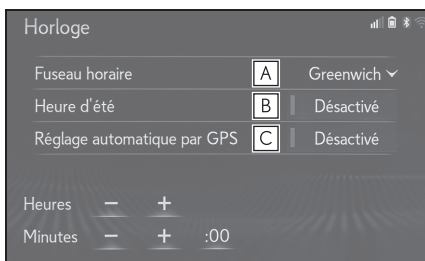 Horloge
Fuseau horaire A Greenwich
Heure d'été B Désactivé
Réglage automatique par GPS C Désactivé
Heures − +
Minutes − + :00